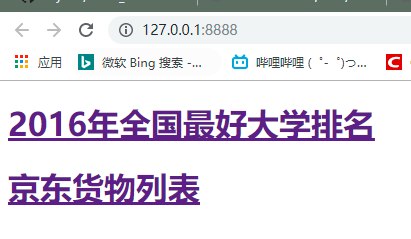 127.0.0.1:8888
应用 微软 Bing 搜索 -... 哔哩哔哩 ( ゜- ゜)つ...
2016年全国最好大学排名
京东货物列表